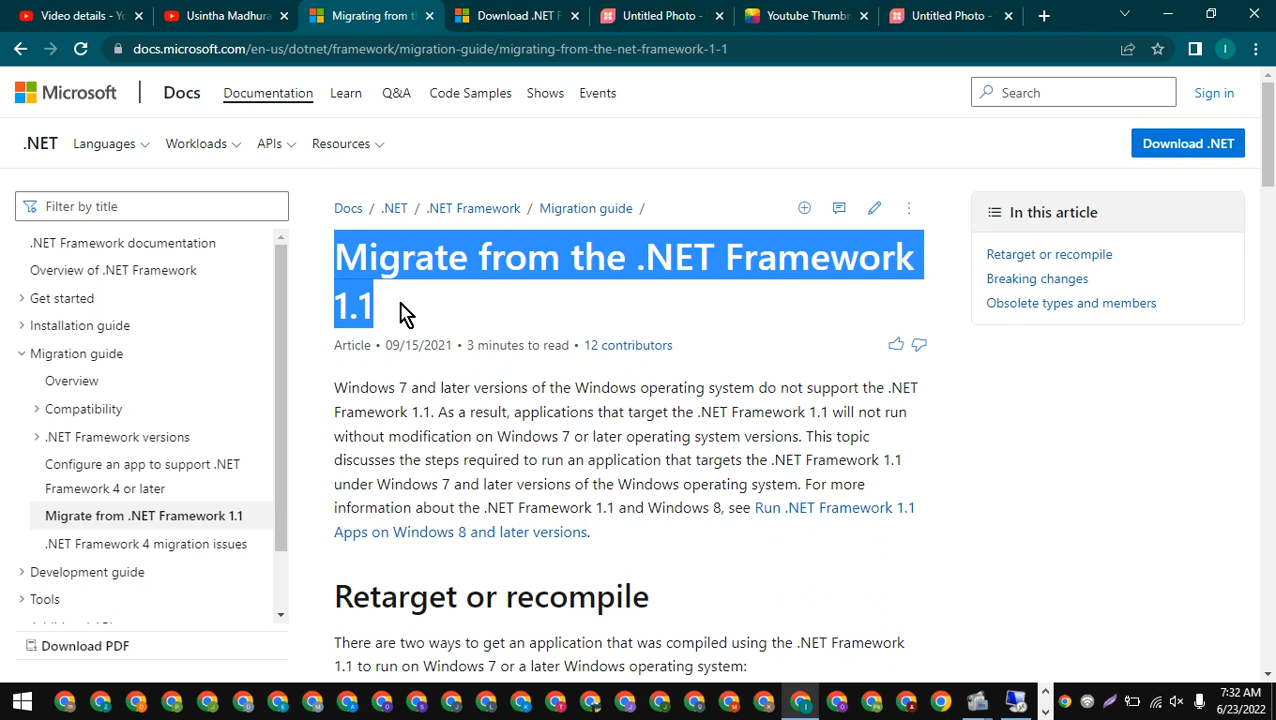 Video details - Yo
Usintha Madhura
Migrating from t
Download .NET F
Untitled Photo -
Youtube Thumbn
Untitled Photo -
docs.microsoft.com/en-us/dotnet/framework/migration-guide/migrating-from-the-net-framework-1-1
I
Microsoft
Docs
Documentation
Learn
Q&A
Code Samples
Shows
Events
Search
Sign in
.NET
Languages
Workloads
APIs
Resources
Download .NET
Filter by title
.NET Framework documentation
Overview of .NET Framework
Get started
Installation guide
Migration guide
Overview
Compatibility
.NET Framework versions
Configure an app to support .NET
Framework 4 or later
Migrate from .NET Framework 1.1
.NET Framework 4 migration issues
Development guide
Tools
Download PDF
Docs / .NET / .NET Framework / Migration guide /
Migrate from the .NET Framework
1.1
Article • 09/15/2021 • 3 minutes to read • 12 contributors
Windows 7 and later versions of the Windows operating system do not support the .NET
Framework 1.1. As a result, applications that target the .NET Framework 1.1 will not run
without modification on Windows 7 or later operating system versions. This topic
discusses the steps required to run an application that targets the .NET Framework 1.1
under Windows 7 and later versions of the Windows operating system. For more
information about the .NET Framework 1.1 and Windows 8, see Run .NET Framework 1.1
Apps on Windows 8 and later versions.
Retarget or recompile
There are two ways to get an application that was compiled using the .NET Framework
1.1 to run on Windows 7 or a later Windows operating system:
In this article
Retarget or recompile
Breaking changes
Obsolete types and members
7:32 AM
6/23/2022